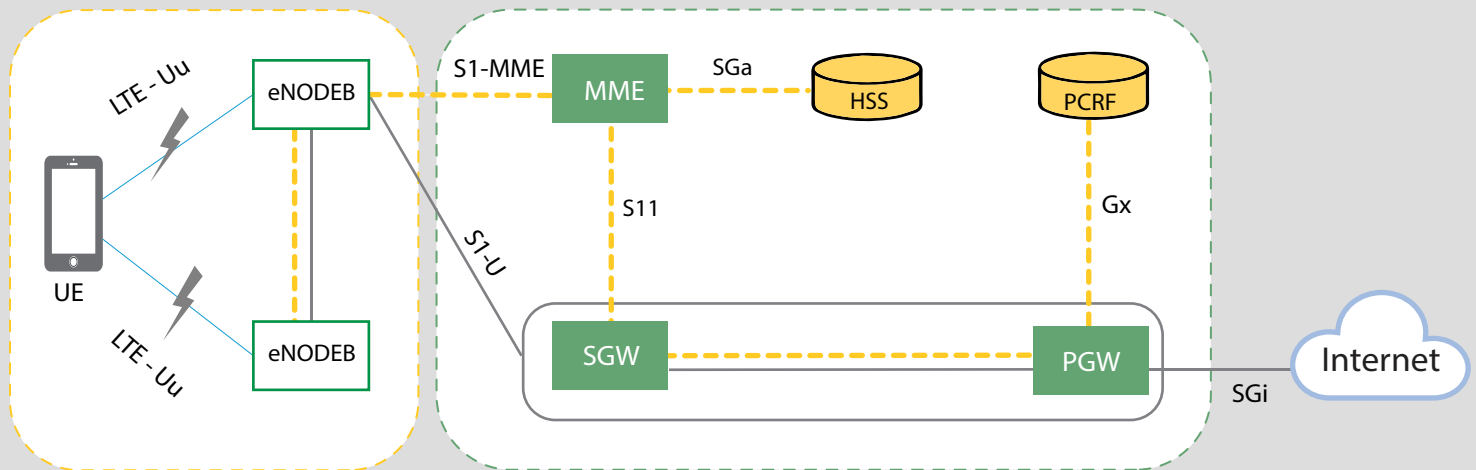 LTE - Uu
eNODEB
S1-MME
MME
SGa
HSS
PCRF
UE
S11
Gx
S1-U
LTE - Uu
eNODEB
SGW
PGW
SGi
Internet